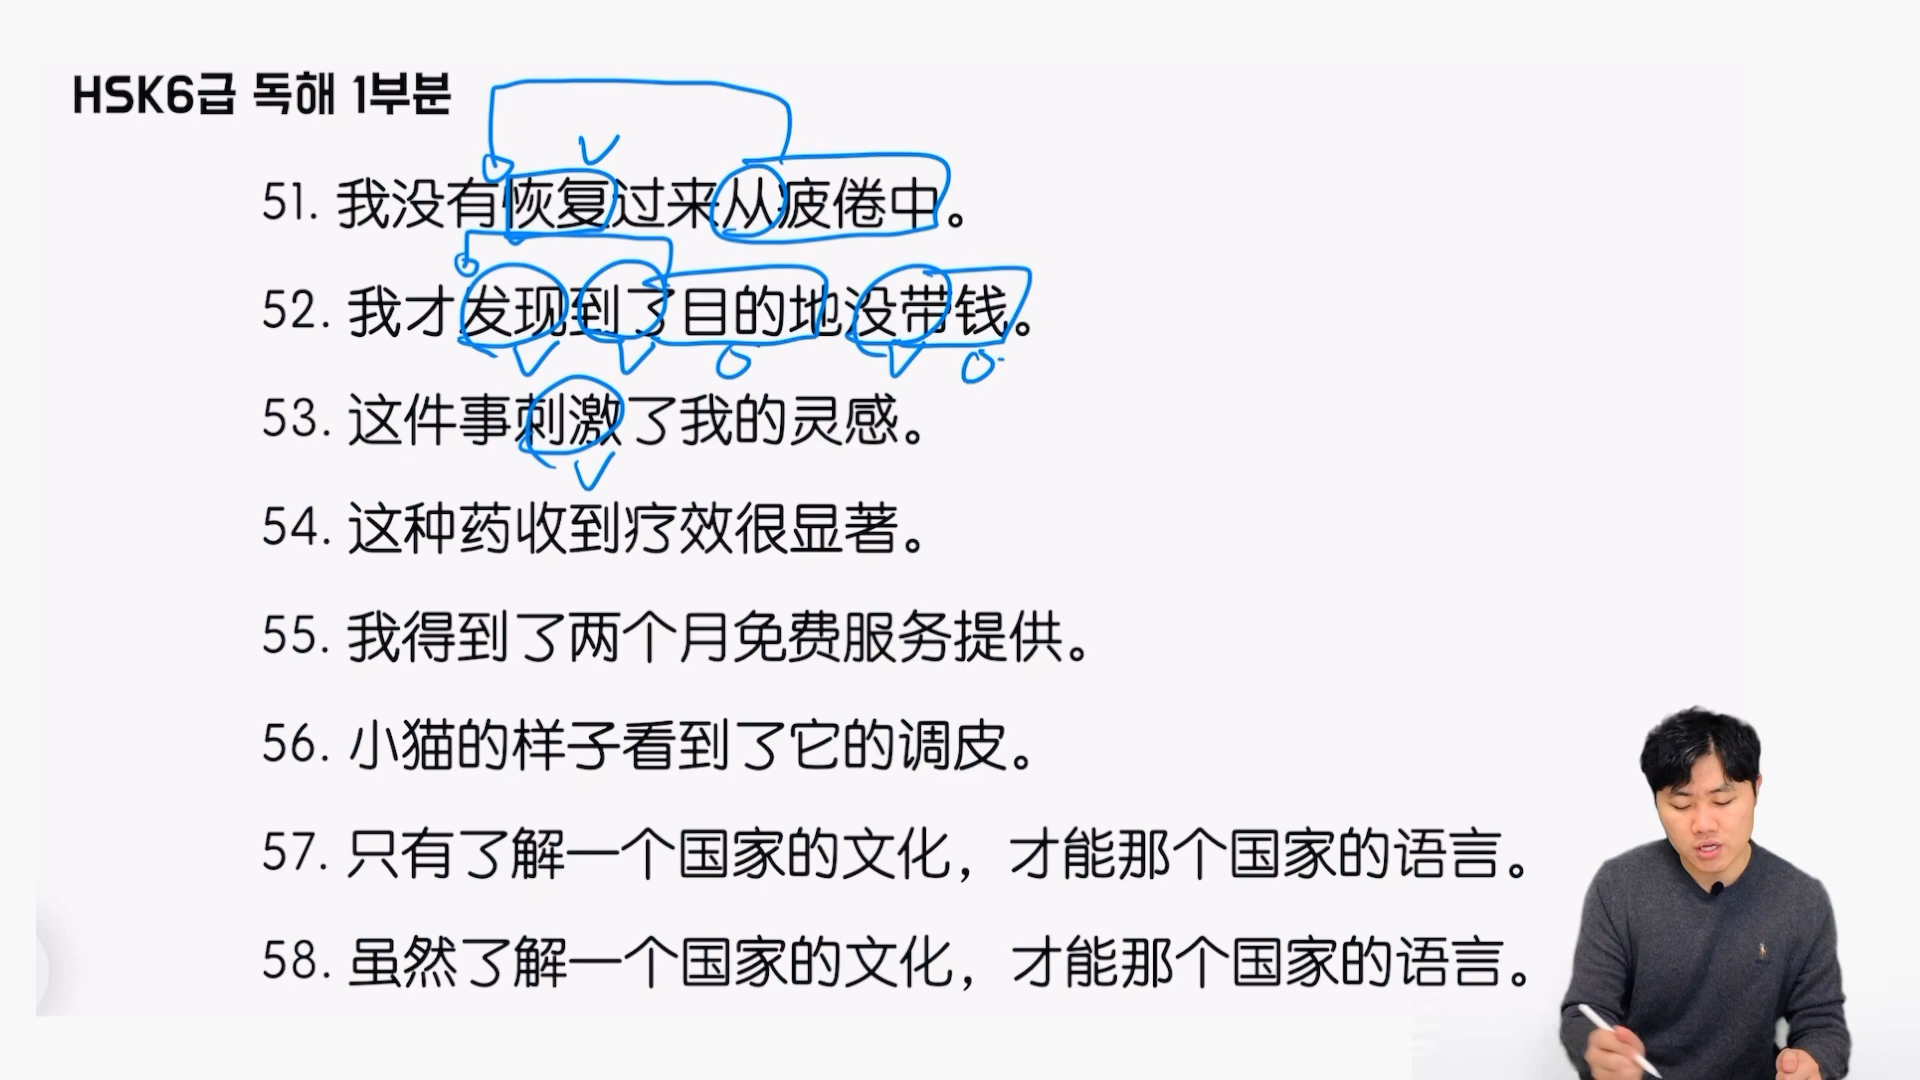 HSK6급 독해 1부분
51. 我没有恢复过来从疲倦中。
52. 我才发现到了目的地没带钱。
53. 这件事刺激了我的灵感。
54. 这种药收到疗效很显著。
55. 我得到了两个月免费服务提供。
56. 小猫的样子看到了它的调皮。
57. 只有了解一个国家的文化，才能那个国家的语言。
58. 虽然了解一个国家的文化，才能那个国家的语言。